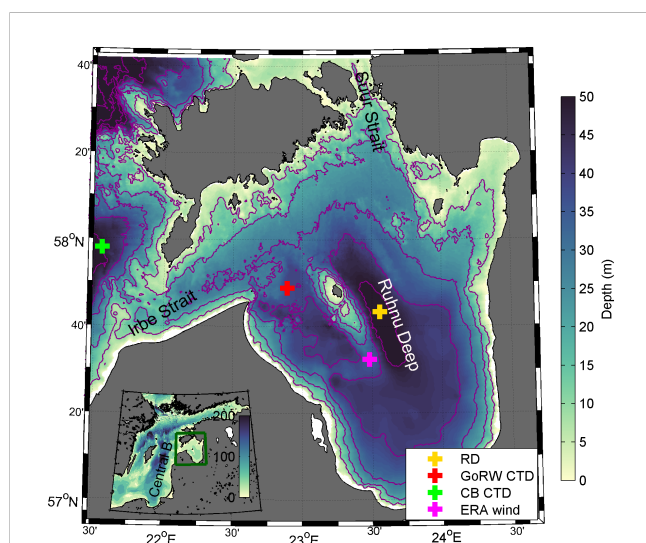 40'
20'
58°N
40'
20'
57°N
30'
22°E
30'
23°E
30'
24°E
30'
Suur Strait
Irbe Strait
Ruhnu Deep
Central B
200
100
0
RD
GoRW CTD
CB CTD
ERA wind
50
45
40
35
30
25
20
15
10
5
0
Depth (m)